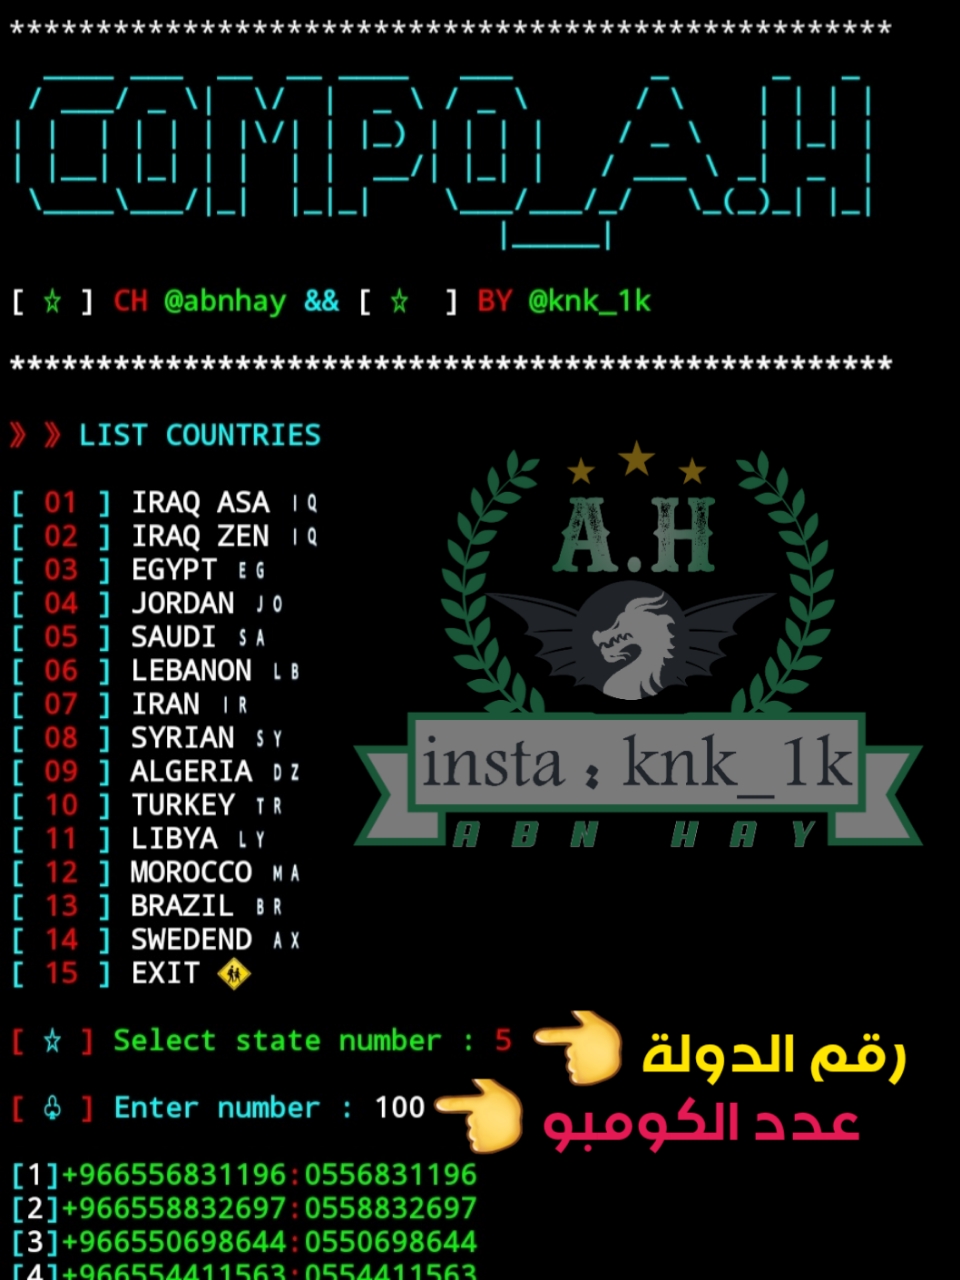 ***************************************************
COMPO_A.H
[ ☆ ] CH @abnhay && [ ☆ ] BY @knk_1k
***************************************************
》 》 LIST COUNTRIES
[ 01 ] IRAQ ASA IQ
[ 02 ] IRAQ ZEN IQ
[ 03 ] EGYPT EG
[ 04 ] JORDAN JO
[ 05 ] SAUDI SA
[ 06 ] LEBANON LB
[ 07 ] IRAN IR
[ 08 ] SYRIAN SY
[ 09 ] ALGERIA DZ
[ 10 ] TURKEY TR
[ 11 ] LIBYA LY
[ 12 ] MOROCCO MA
[ 13 ] BRAZIL BR
[ 14 ] SWEDEND AX
[ 15 ] EXIT 🚸
A.H
insta : knk_1k
ABN HAY
[ ☆ ] Select state number : 5
رقم الدولة
[ ♧ ] Enter number : 100
عدد الكومبو
[1]+966556831196:0556831196
[2]+966558832697:0558832697
[3]+966550698644:0550698644
[4]+966554411563:0554411563